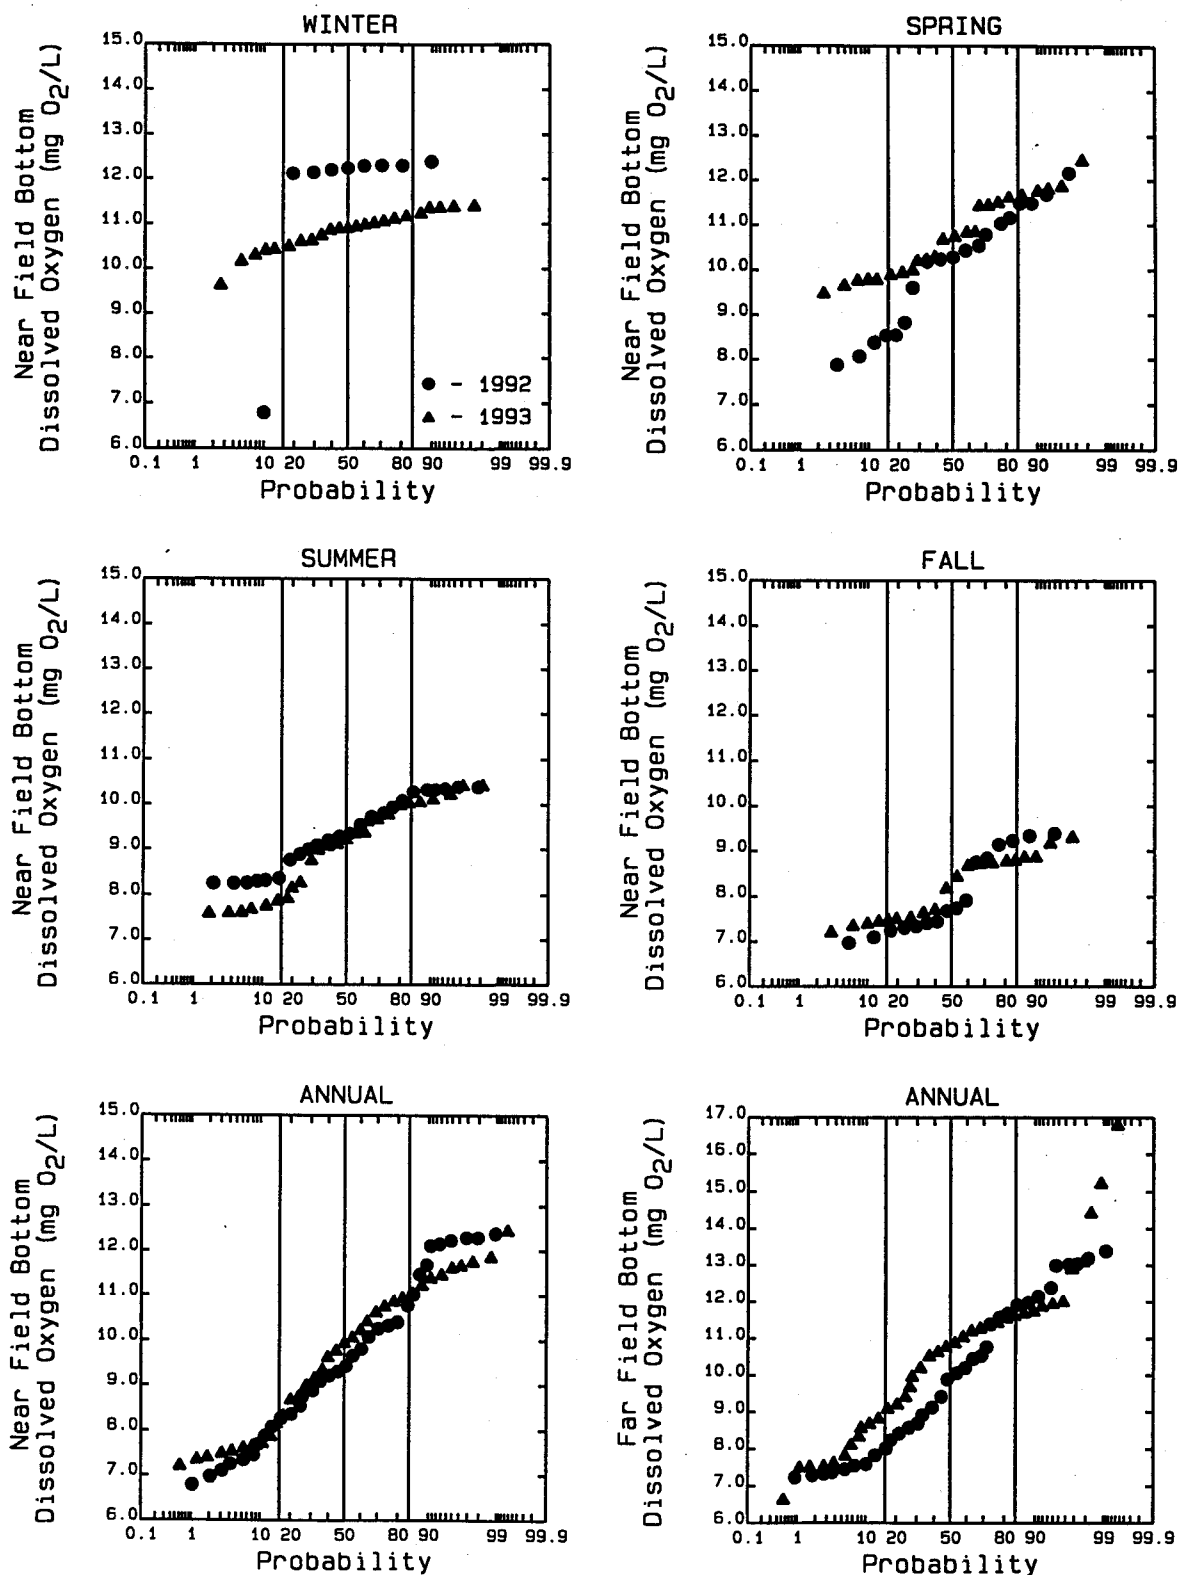 WINTER
15.0
14.0
13.0
12.0
11.0
10.0
9.0
8.0
7.0
6.0
Near Field Bottom
Dissolved Oxygen (mg O2/L)
● - 1992
▲ - 1993
0.1 1 10 20 50 80 90 99 99.9
Probability
SPRING
15.0
14.0
13.0
12.0
11.0
10.0
9.0
8.0
7.0
6.0
Near Field Bottom
Dissolved Oxygen (mg O2/L)
0.1 1 10 20 50 80 90 99 99.9
Probability
SUMMER
15.0
14.0
13.0
12.0
11.0
10.0
9.0
8.0
7.0
6.0
Near Field Bottom
Dissolved Oxygen (mg O2/L)
0.1 1 10 20 50 80 90 99 99.9
Probability
FALL
15.0
14.0
13.0
12.0
11.0
10.0
9.0
8.0
7.0
6.0
Near Field Bottom
Dissolved Oxygen (mg O2/L)
0.1 1 10 20 50 80 90 99 99.9
Probability
ANNUAL
15.0
14.0
13.0
12.0
11.0
10.0
9.0
8.0
7.0
6.0
Near Field Bottom
Dissolved Oxygen (mg O2/L)
0.1 1 10 20 50 80 90 99 99.9
Probability
ANNUAL
17.0
16.0
15.0
14.0
13.0
12.0
11.0
10.0
9.0
8.0
7.0
6.0
Far Field Bottom
Dissolved Oxygen (mg O2/L)
0.1 1 10 20 50 80 90 99 99.9
Probability